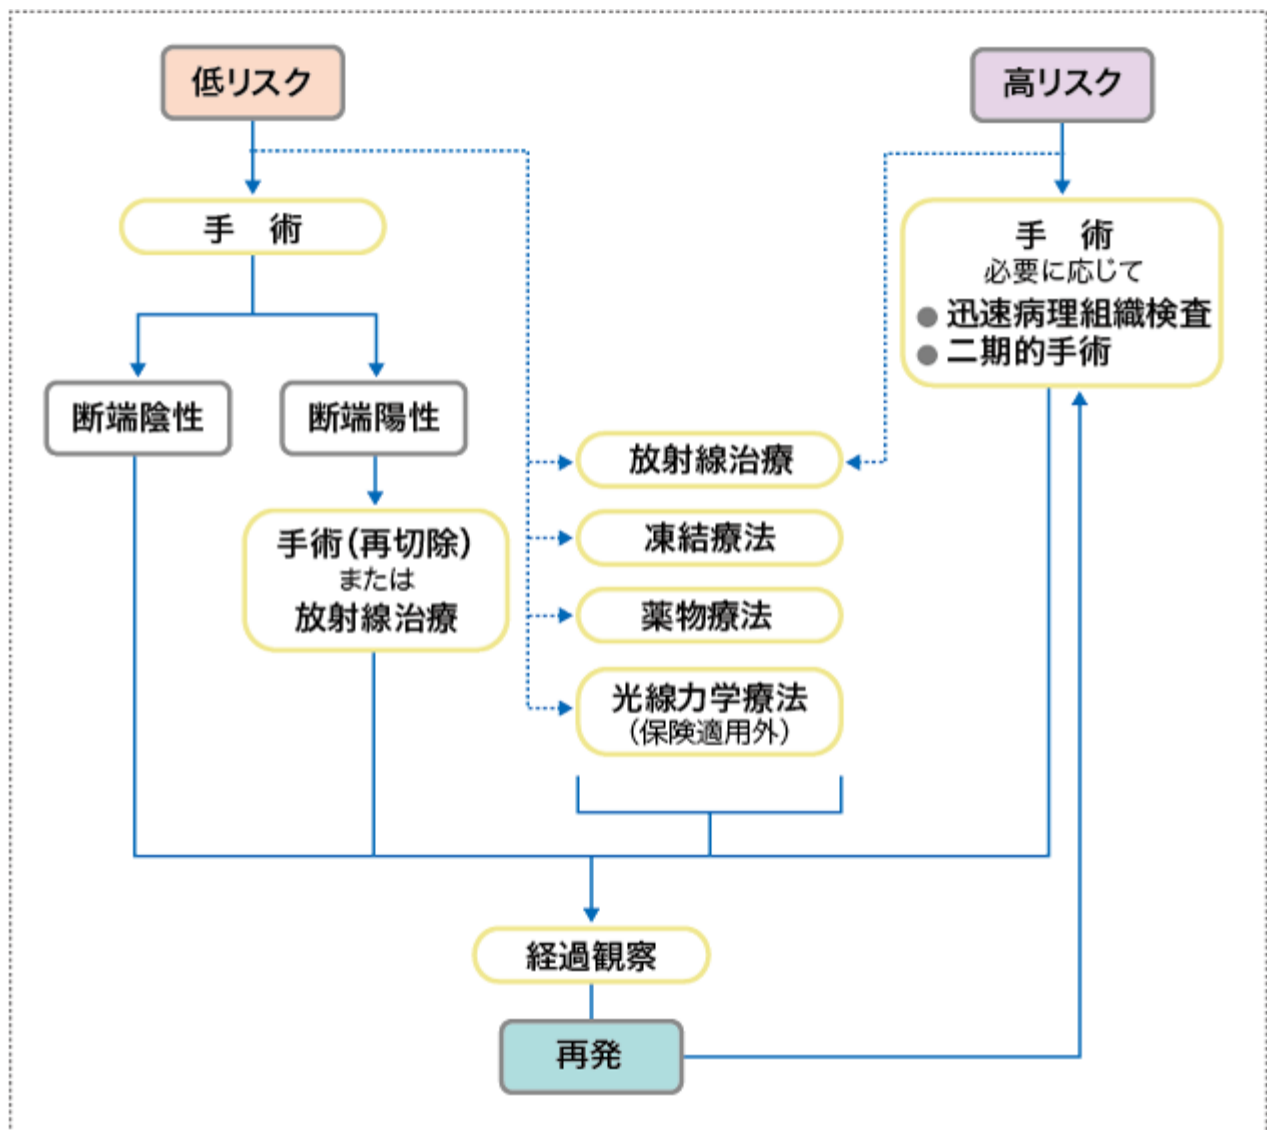 低リスク
高リスク
手 術
手 術
必要に応じて
● 迅速病理組織検査
● 二期的手術
断端陰性
断端陽性
放射線治療
手術(再切除)
または
放射線治療
凍結療法
薬物療法
光線力学療法
(保険適用外)
経過観察
再発